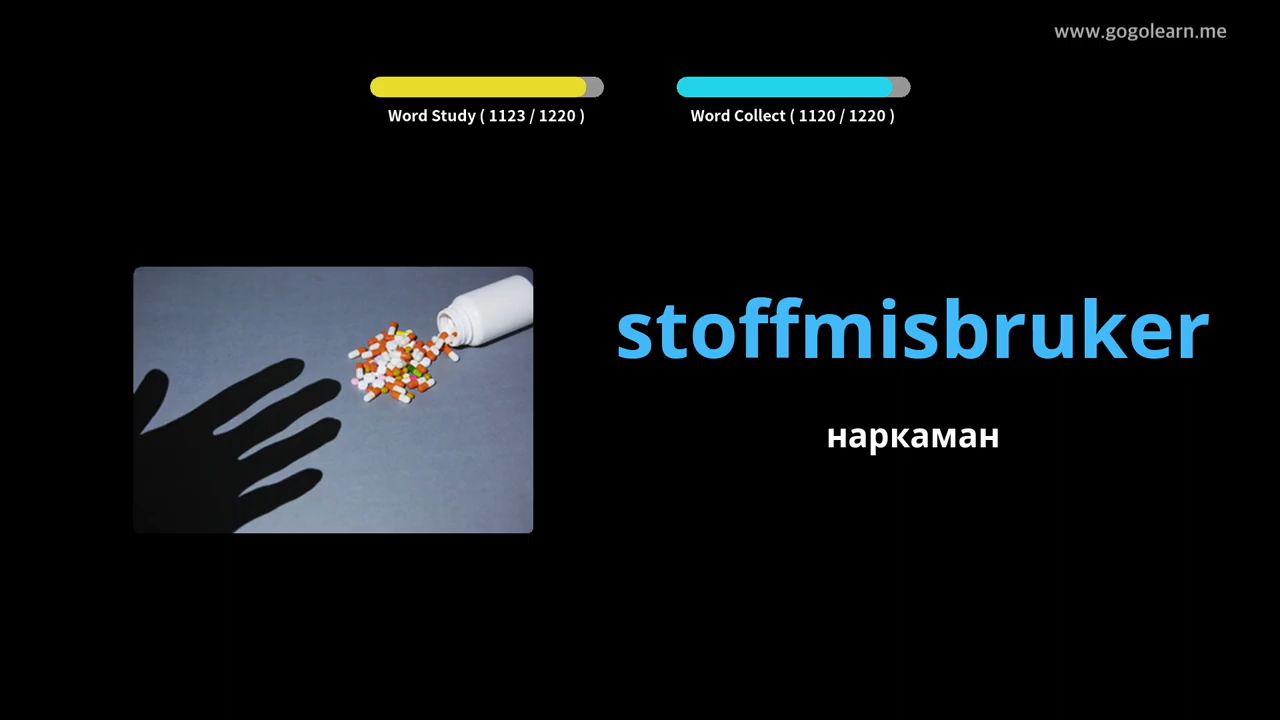 www.gogolearn.me
Word Study ( 1123 / 1220 )
Word Collect ( 1120 / 1220 )
stoffmisbruker
наркаман